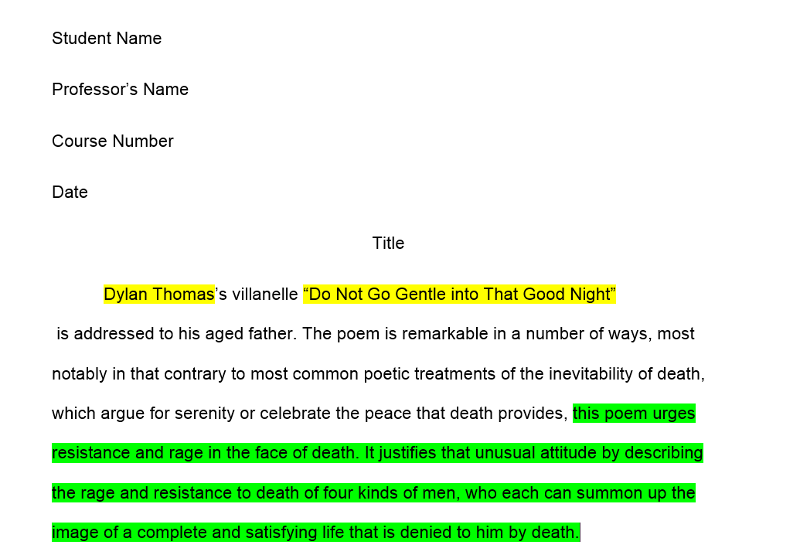 Student Name
Professor’s Name
Course Number
Date
Title
Dylan Thomas’s villanelle “Do Not Go Gentle into That Good Night”
is addressed to his aged father. The poem is remarkable in a number of ways, most
notably in that contrary to most common poetic treatments of the inevitability of death,
which argue for serenity or celebrate the peace that death provides, this poem urges
resistance and rage in the face of death. It justifies that unusual attitude by describing
the rage and resistance to death of four kinds of men, who each can summon up the
image of a complete and satisfying life that is denied to him by death.